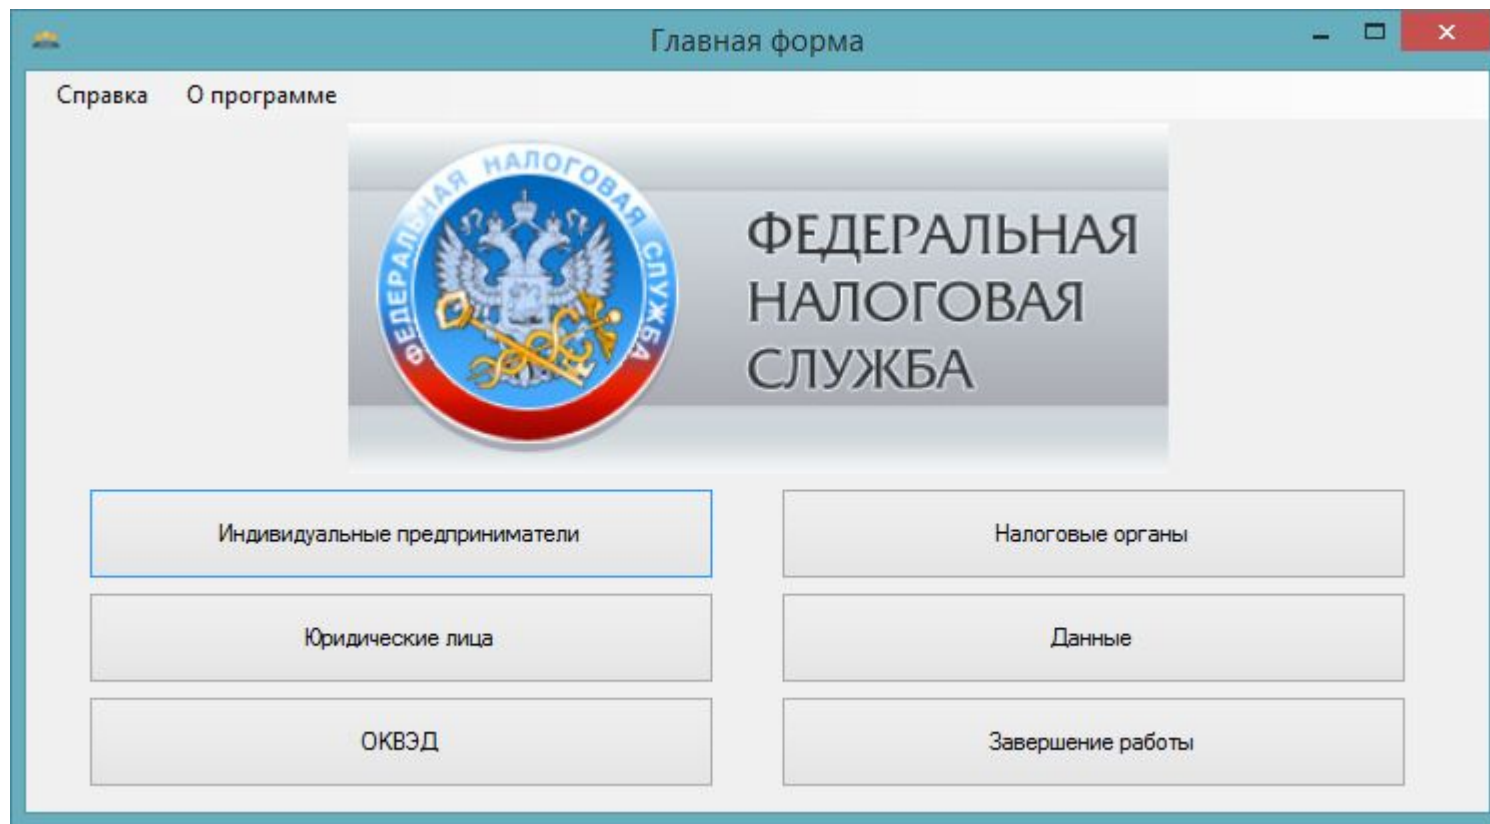 Главная форма
Справка О программе
ФЕДЕРАЛЬНАЯ НАЛОГОВАЯ СЛУЖБА
ФЕДЕРАЛЬНАЯ
НАЛОГОВАЯ
СЛУЖБА
Индивидуальные предприниматели
Налоговые органы
Юридические лица
Данные
ОКВЭД
Завершение работы